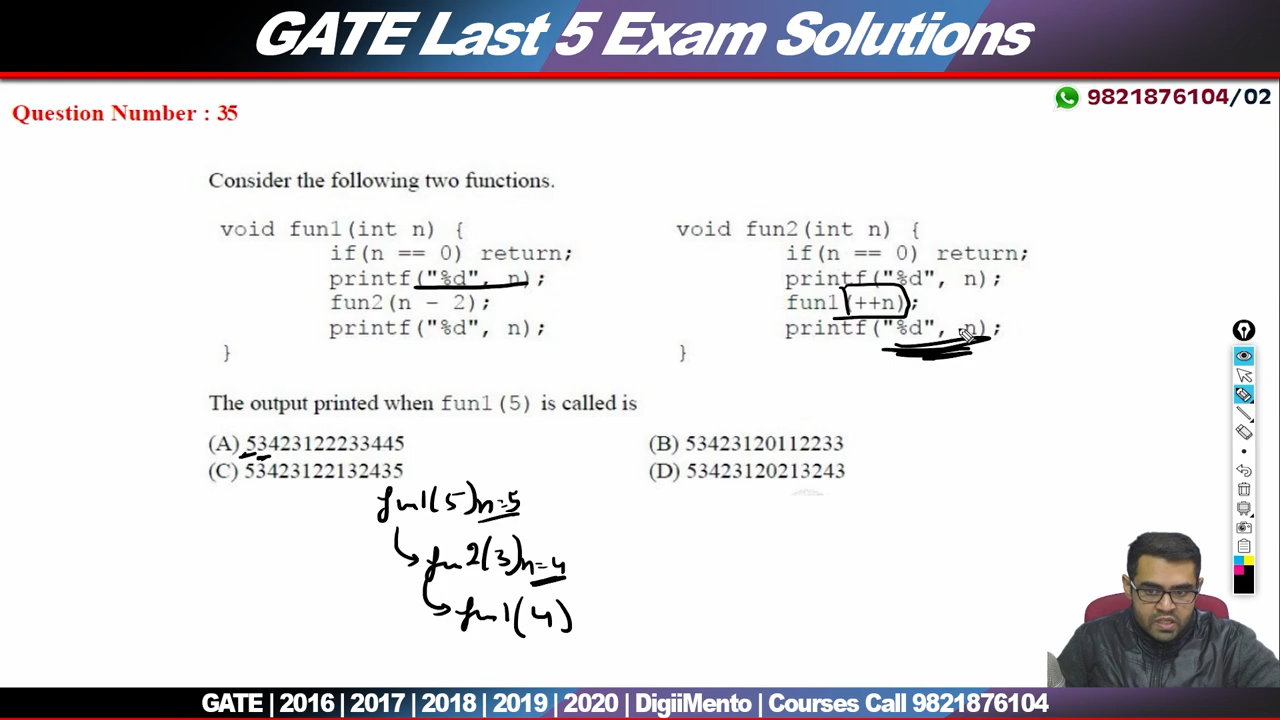 GATE Last 5 Exam Solutions
9821876104/02
Question Number : 35
Consider the following two functions.
void fun1(int n) {
if(n == 0) return;
printf("%d", n);
fun2(n - 2);
printf("%d", n);
}
void fun2(int n) {
if(n == 0) return;
printf("%d", n);
fun1(++n);
printf("%d", n);
}
The output printed when fun1(5) is called is
(A) 53423122233445
(B) 53423120112233
(C) 53423122132435
(D) 53423120213243
fun1(5) n=5
fun2(3) n=4
fun1(4)
GATE | 2016 | 2017 | 2018 | 2019 | 2020 | DigiiMento | Courses Call 9821876104